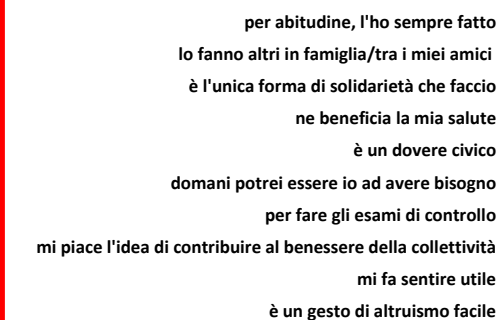 per abitudine, l'ho sempre fatto
lo fanno altri in famiglia/tra i miei amici
è l'unica forma di solidarietà che faccio
ne beneficia la mia salute
è un dovere civico
domani potrei essere io ad avere bisogno
per fare gli esami di controllo
mi piace l'idea di contribuire al benessere della collettività
mi fa sentire utile
è un gesto di altruismo facile